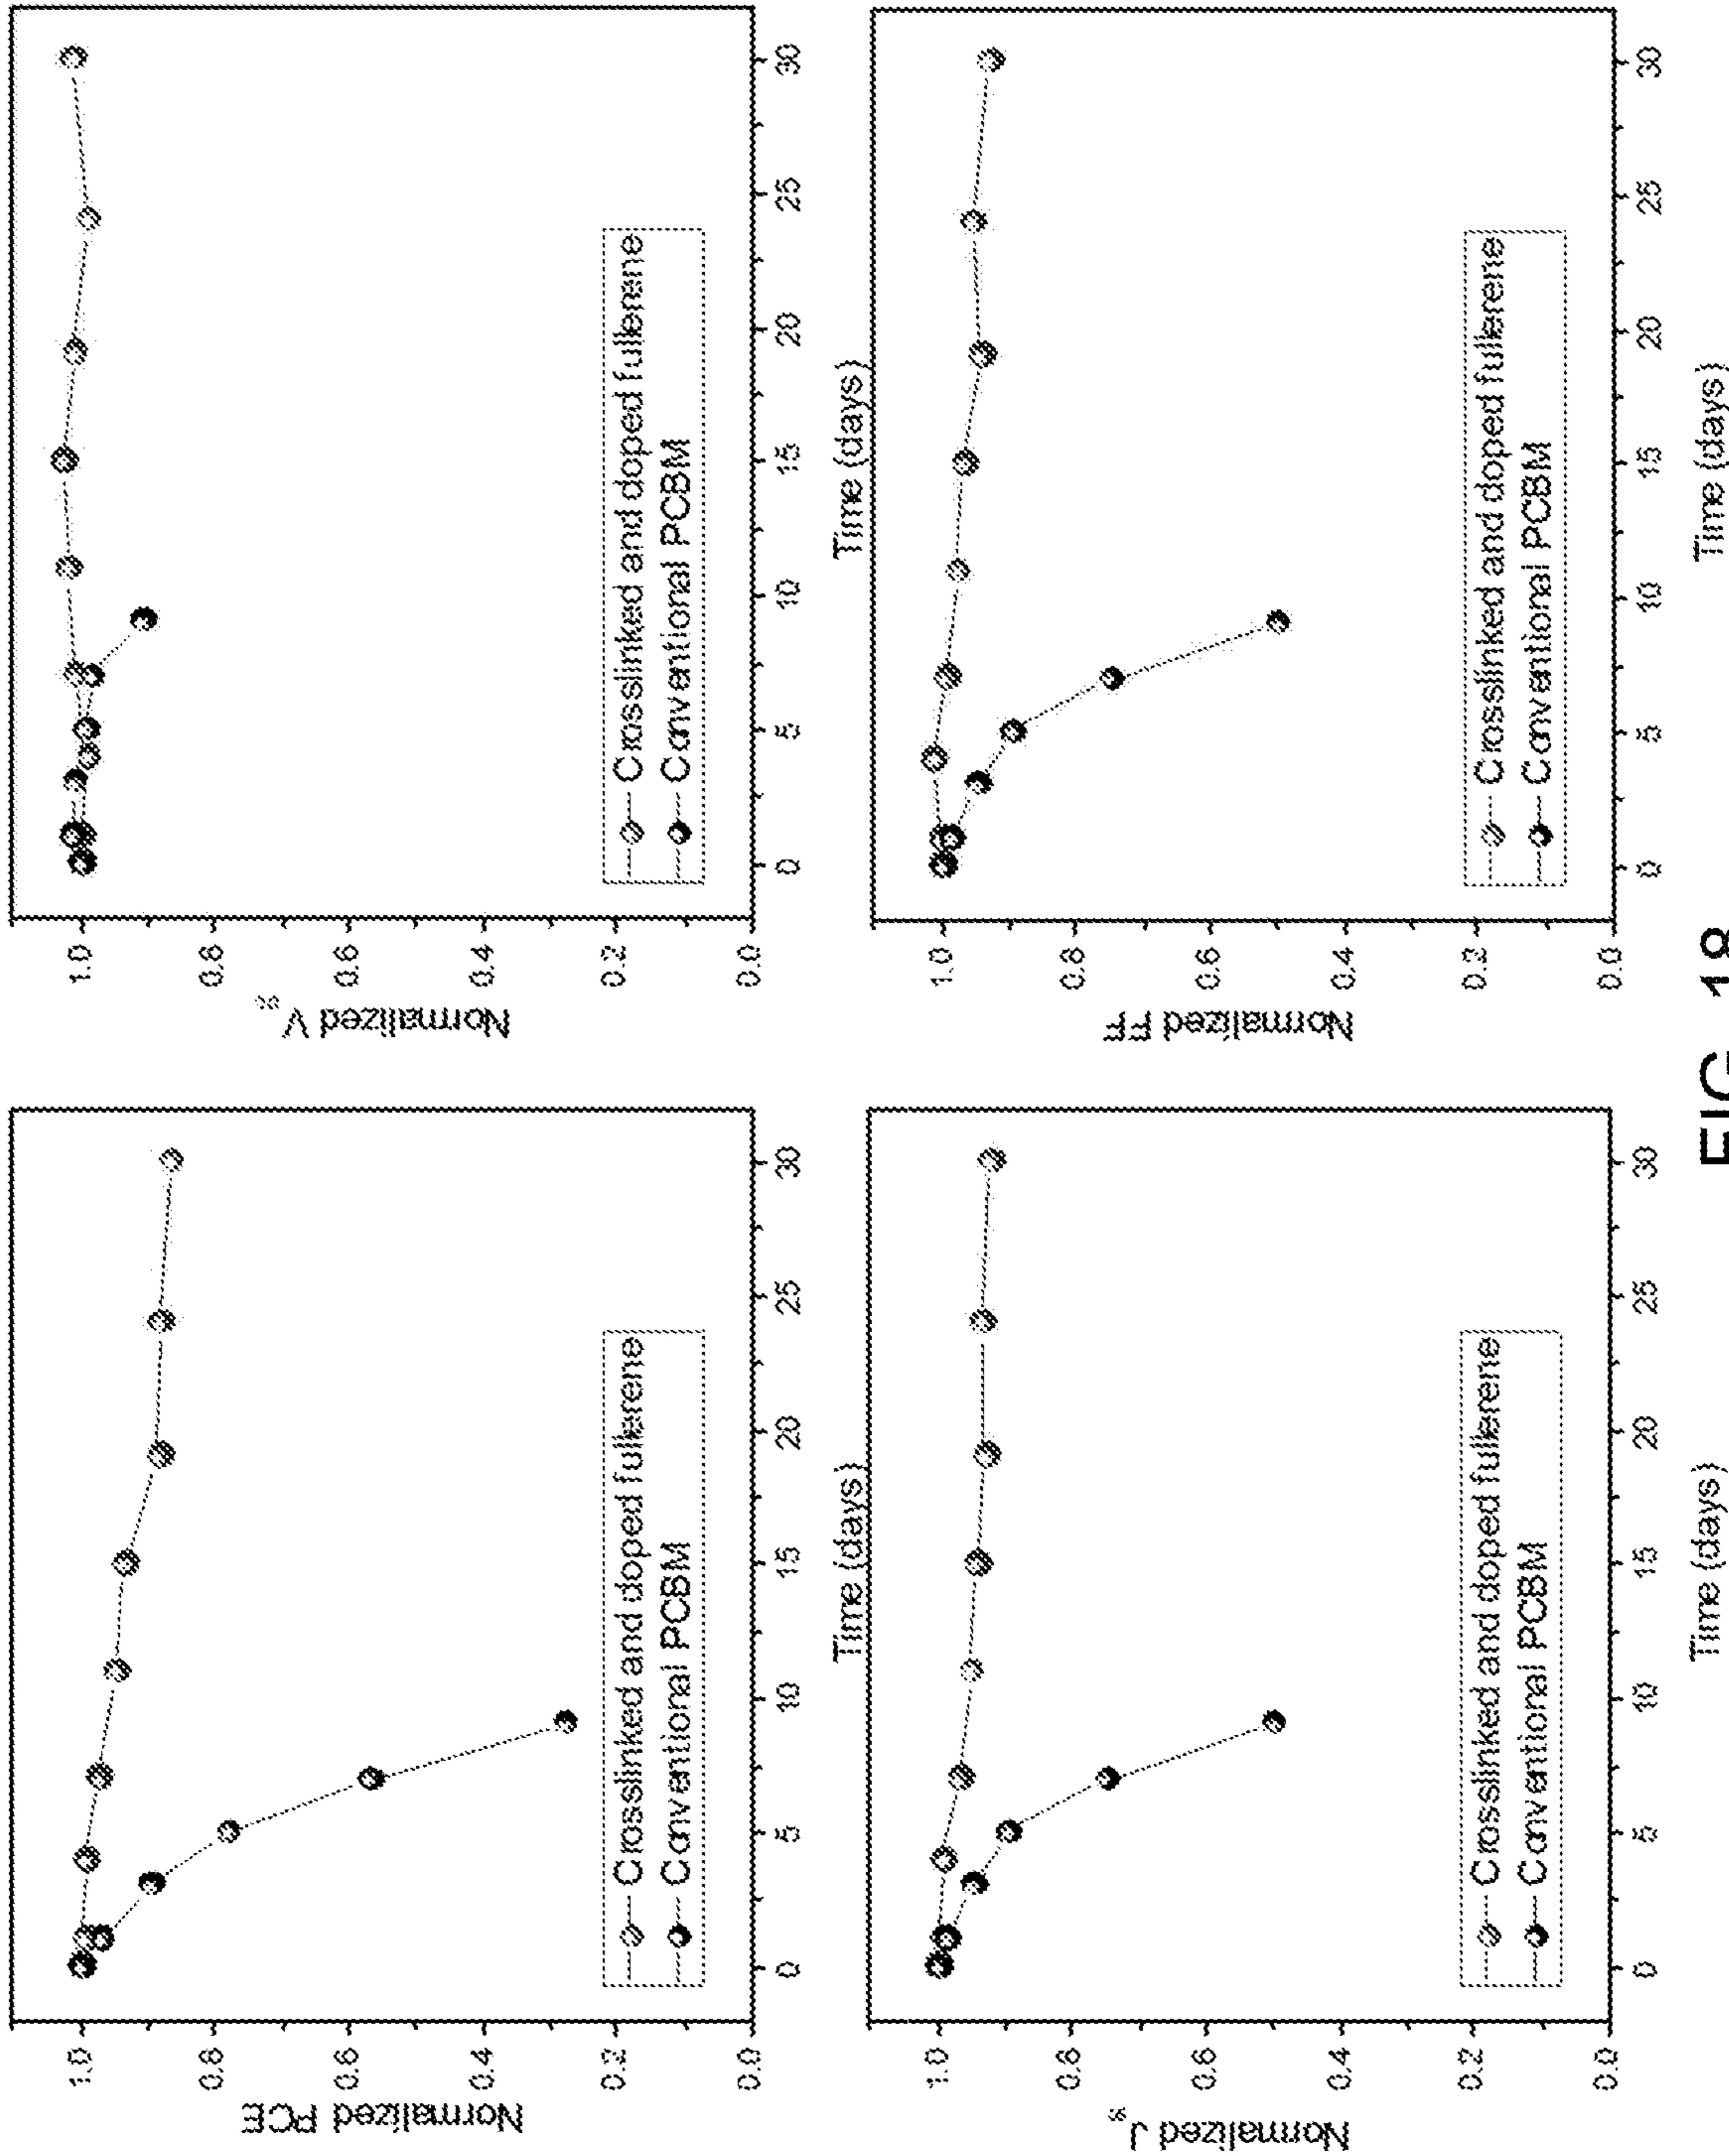 Normalized PCE
1.0
0.8
0.6
0.4
0.2
0.0
Crosslinked and doped fullerene
Conventional PCBM
0 5 10 15 20 25 30
Time (days)
Normalized V
1.0
0.8
0.6
0.4
0.2
0.0
Crosslinked and doped fullerene
Conventional PCBM
0 5 10 15 20 25 30
Time (days)
Normalized J
1.0
0.8
0.6
0.4
0.2
0.0
Crosslinked and doped fullerene
Conventional PCBM
0 5 10 15 20 25 30
Time (days)
Normalized FF
1.0
0.8
0.6
0.4
0.2
0.0
Crosslinked and doped fullerene
Conventional PCBM
0 5 10 15 20 25 30
Time (days)
FIG. 18